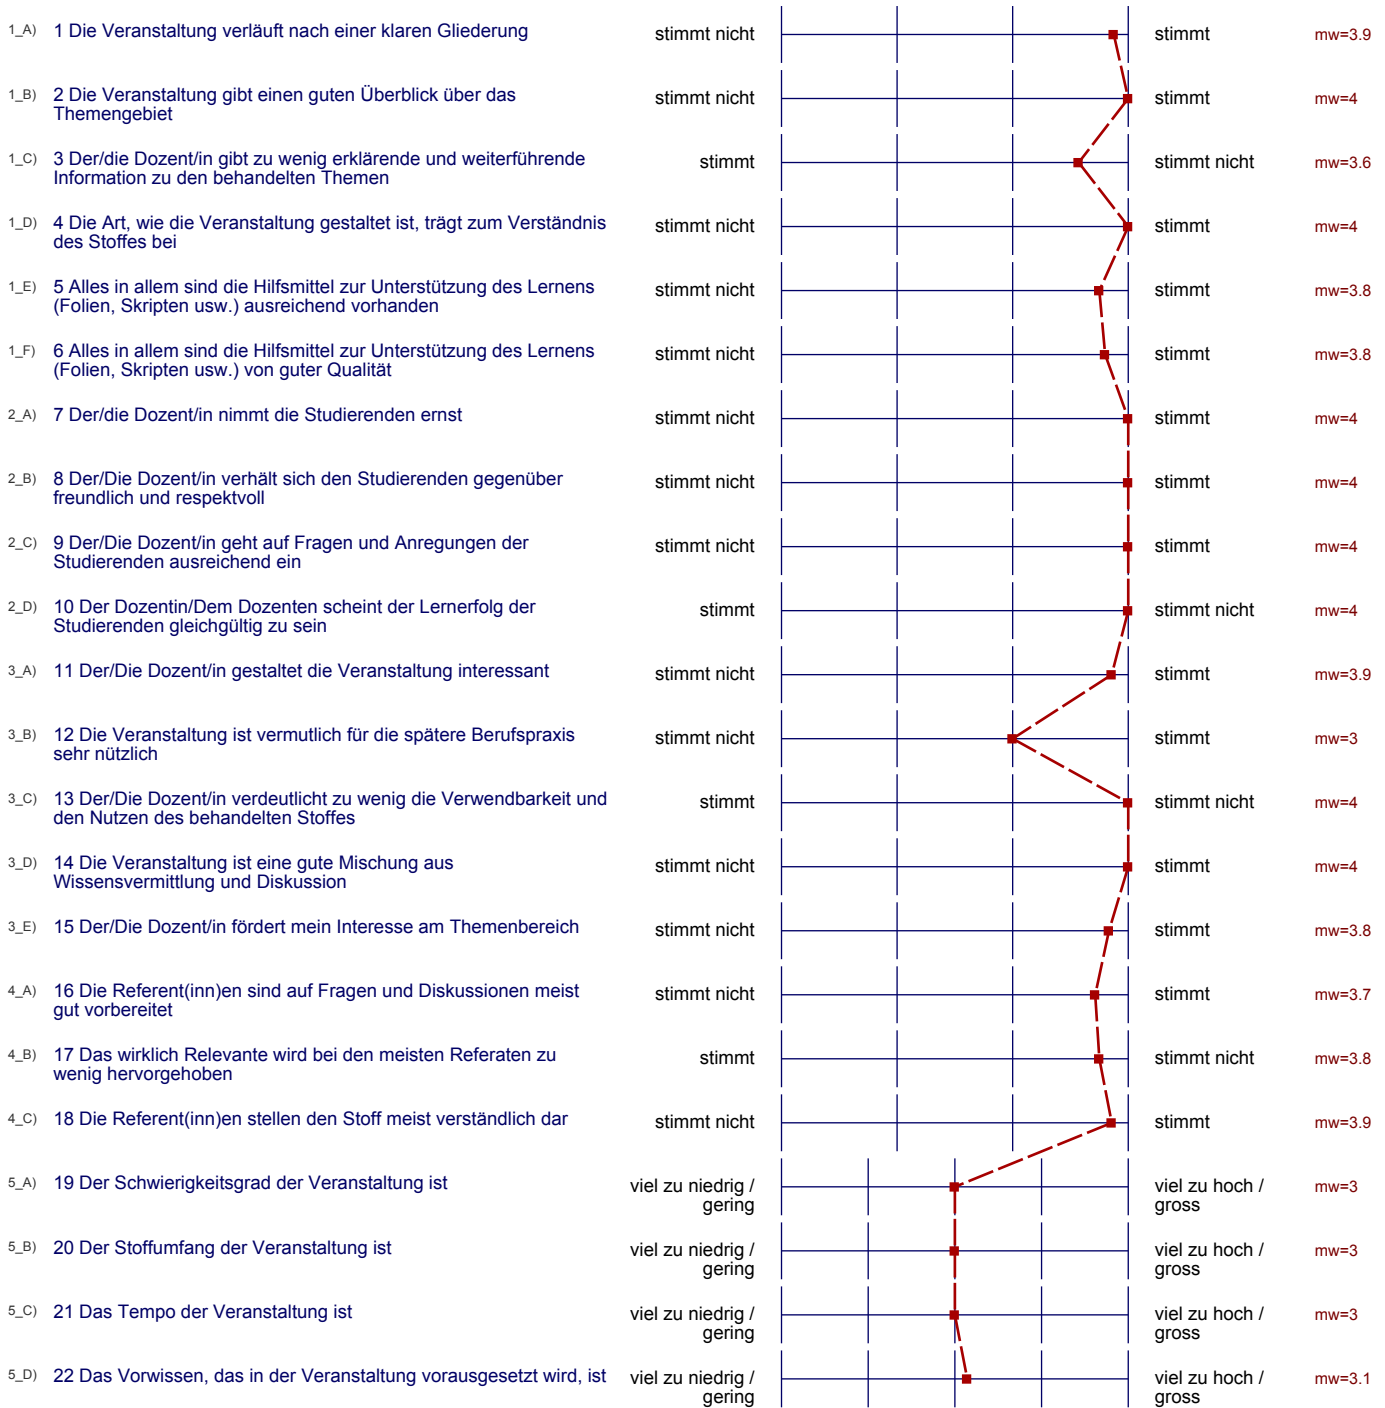 1_A) 1 Die Veranstaltung verläuft nach einer klaren Gliederung stimmt nicht stimmt mw=3.9
1_B) 2 Die Veranstaltung gibt einen guten Überblick über das stimmt nicht stimmt mw=4
Themengebiet
1_C) 3 Der/die Dozent/in gibt zu wenig erklärende und weiterführende stimmt stimmt nicht mw=3.6
Information zu den behandelten Themen
1_D) 4 Die Art, wie die Veranstaltung gestaltet ist, trägt zum Verständnis stimmt nicht stimmt mw=4
des Stoffes bei
1_E) 5 Alles in allem sind die Hilfsmittel zur Unterstützung des Lernens stimmt nicht stimmt mw=3.8
(Folien, Skripten usw.) ausreichend vorhanden
1_F) 6 Alles in allem sind die Hilfsmittel zur Unterstützung des Lernens stimmt nicht stimmt mw=3.8
(Folien, Skripten usw.) von guter Qualität
2_A) 7 Der/die Dozent/in nimmt die Studierenden ernst stimmt nicht stimmt mw=4
2_B) 8 Der/Die Dozent/in verhält sich den Studierenden gegenüber stimmt nicht stimmt mw=4
freundlich und respektvoll
2_C) 9 Der/Die Dozent/in geht auf Fragen und Anregungen der stimmt nicht stimmt mw=4
Studierenden ausreichend ein
2_D) 10 Der Dozentin/Dem Dozenten scheint der Lernerfolg der stimmt stimmt nicht mw=4
Studierenden gleichgültig zu sein
3_A) 11 Der/Die Dozent/in gestaltet die Veranstaltung interessant stimmt nicht stimmt mw=3.9
3_B) 12 Die Veranstaltung ist vermutlich für die spätere Berufspraxis stimmt nicht stimmt mw=3
sehr nützlich
3_C) 13 Der/Die Dozent/in verdeutlicht zu wenig die Verwendbarkeit und stimmt stimmt nicht mw=4
den Nutzen des behandelten Stoffes
3_D) 14 Die Veranstaltung ist eine gute Mischung aus stimmt nicht stimmt mw=4
Wissensvermittlung und Diskussion
3_E) 15 Der/Die Dozent/in fördert mein Interesse am Themenbereich stimmt nicht stimmt mw=3.8
4_A) 16 Die Referent(inn)en sind auf Fragen und Diskussionen meist stimmt nicht stimmt mw=3.7
gut vorbereitet
4_B) 17 Das wirklich Relevante wird bei den meisten Referaten zu stimmt stimmt nicht mw=3.8
wenig hervorgehoben
4_C) 18 Die Referent(inn)en stellen den Stoff meist verständlich dar stimmt nicht stimmt mw=3.9
5_A) 19 Der Schwierigkeitsgrad der Veranstaltung ist viel zu niedrig / viel zu hoch / mw=3
gering gross
5_B) 20 Der Stoffumfang der Veranstaltung ist viel zu niedrig / viel zu hoch / mw=3
gering gross
5_C) 21 Das Tempo der Veranstaltung ist viel zu niedrig / viel zu hoch / mw=3
gering gross
5_D) 22 Das Vorwissen, das in der Veranstaltung vorausgesetzt wird, ist viel zu niedrig / viel zu hoch / mw=3.1
gering gross